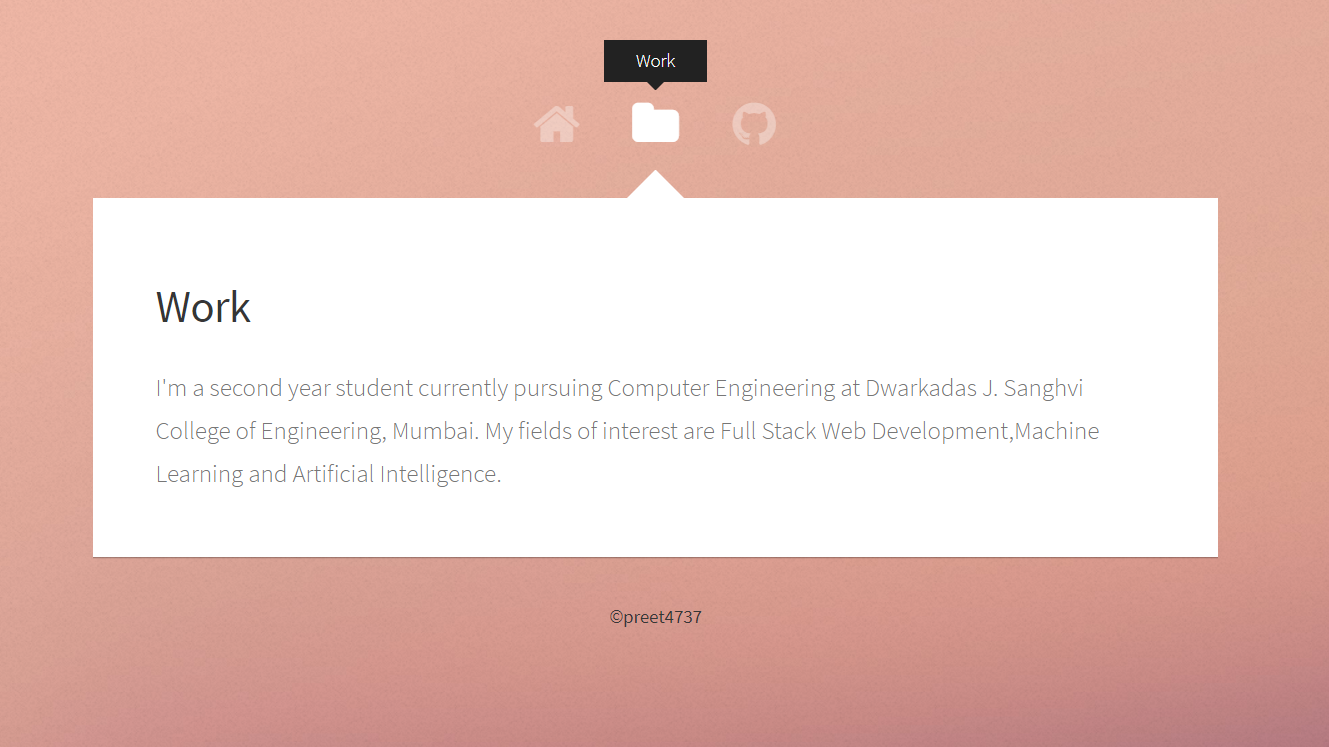 Work
Work
I'm a second year student currently pursuing Computer Engineering at Dwarkadas J. Sanghvi
College of Engineering, Mumbai. My fields of interest are Full Stack Web Development,Machine
Learning and Artificial Intelligence.
©preet4737